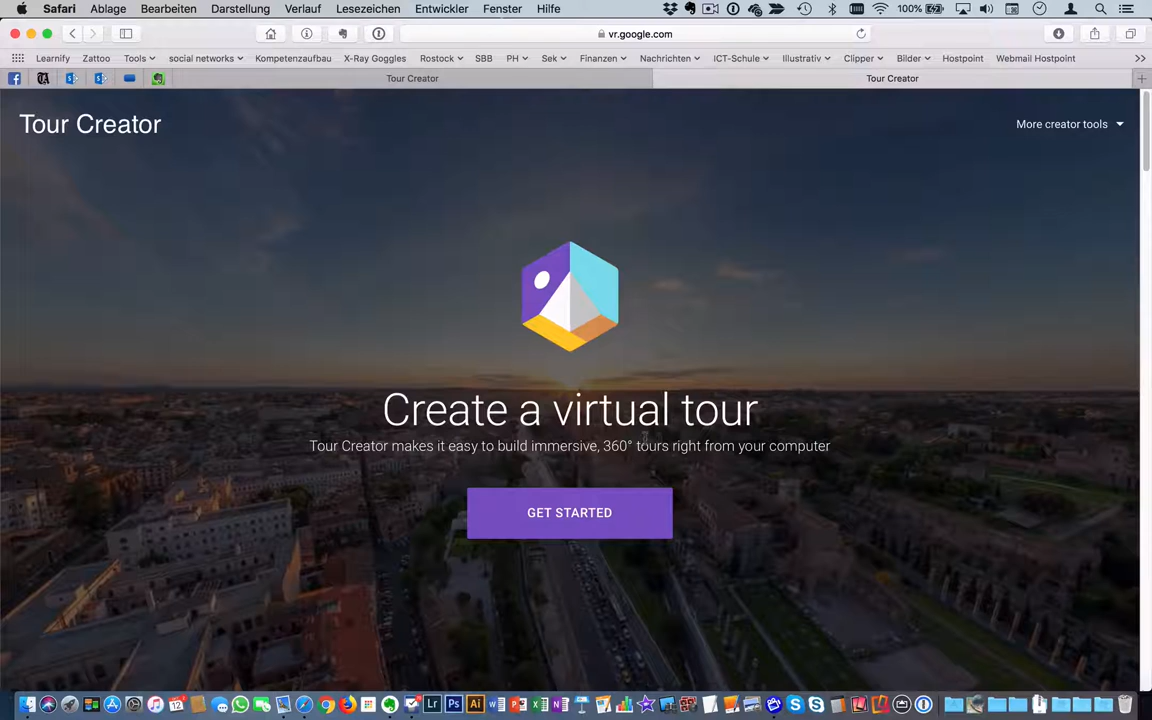 Safari Ablage Bearbeiten Darstellung Verlauf Lesezeichen Entwickler Fenster Hilfe 100%
vr.google.com
Learnify Zattoo Tools social networks Kompetenzaufbau X-Ray Goggles Rostock SBB PH Sek Finanzen Nachrichten ICT-Schule Illustrativ Clipper Bilder Hostpoint Webmail Hostpoint
Tour Creator Tour Creator
Tour Creator
More creator tools
Create a virtual tour
Tour Creator makes it easy to build immersive, 360° tours right from your computer
GET STARTED
Lr Ps Ai